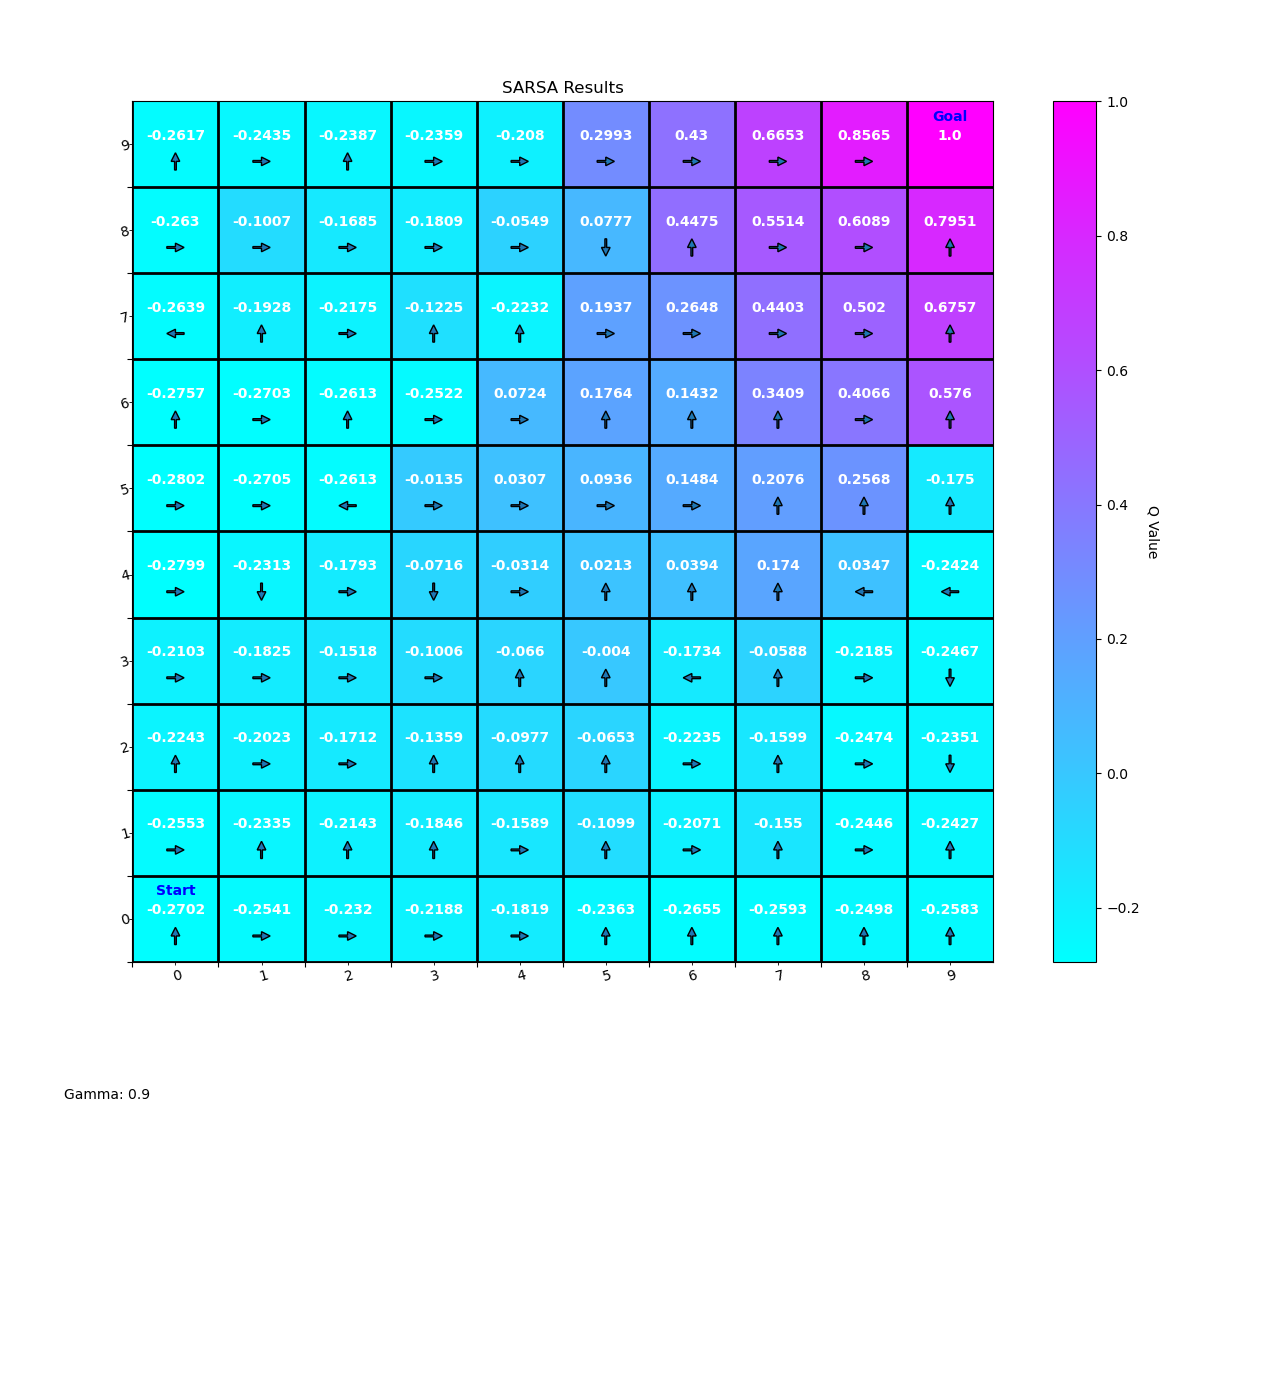 SARSA Results
9 -0.2617 -0.2435 -0.2387 -0.2359 -0.208 0.2993 0.43 0.6653 0.8565 Goal 1.0
8 -0.263 -0.1007 -0.1685 -0.1809 -0.0549 0.0777 0.4475 0.5514 0.6089 0.7951
7 -0.2639 -0.1928 -0.2175 -0.1225 -0.2232 0.1937 0.2648 0.4403 0.502 0.6757
6 -0.2757 -0.2703 -0.2613 -0.2522 0.0724 0.1764 0.1432 0.3409 0.4066 0.576
5 -0.2802 -0.2705 -0.2613 -0.0135 0.0307 0.0936 0.1484 0.2076 0.2568 -0.175
4 -0.2799 -0.2313 -0.1793 -0.0716 -0.0314 0.0213 0.0394 0.174 0.0347 -0.2424
3 -0.2103 -0.1825 -0.1518 -0.1006 -0.066 -0.004 -0.1734 -0.0588 -0.2185 -0.2467
2 -0.2243 -0.2023 -0.1712 -0.1359 -0.0977 -0.0653 -0.2235 -0.1599 -0.2474 -0.2351
1 -0.2553 -0.2335 -0.2143 -0.1846 -0.1589 -0.1099 -0.2071 -0.155 -0.2446 -0.2427
Start
0 -0.2702 -0.2541 -0.232 -0.2188 -0.1819 -0.2363 -0.2655 -0.2593 -0.2498 -0.2583
0 1 2 3 4 5 6 7 8 9
1.0
0.8
0.6
0.4
0.2
0.0
−0.2
Q Value
Gamma: 0.9